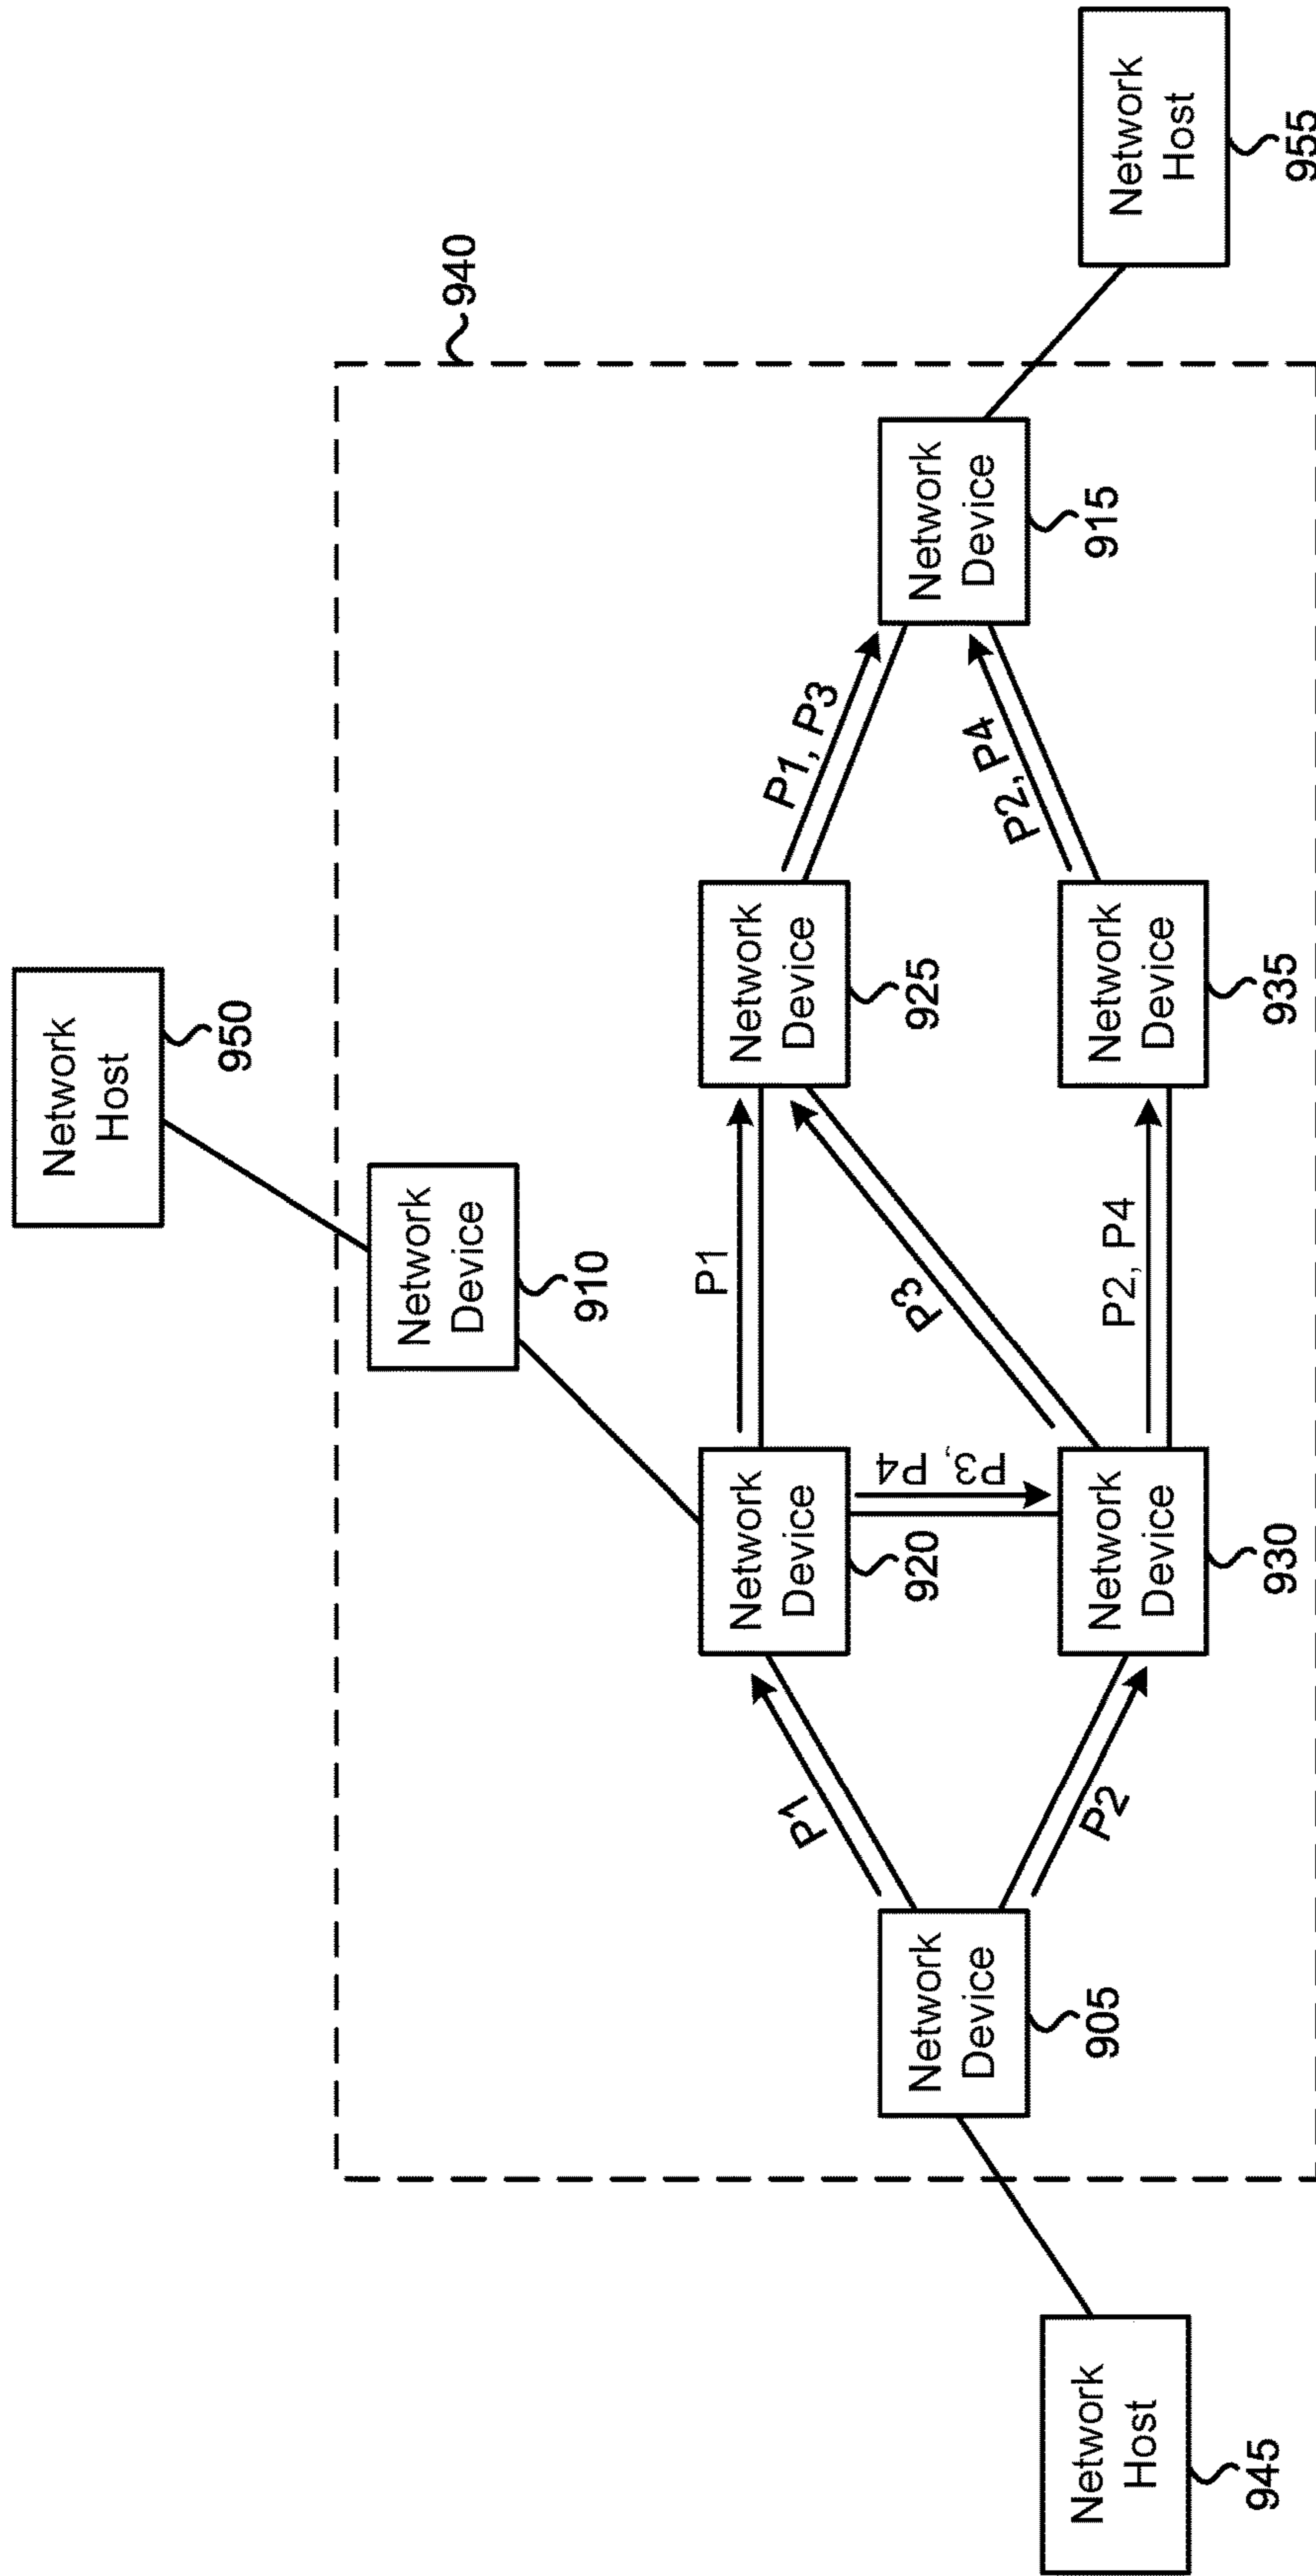 Network
Host
950
940
Network
Device
910
Network
Device
920
P1
Network
Device
925
P1, P3
P3, P4
P3
P1
Network
Device
905
P2
Network
Device
930
P2, P4
Network
Device
935
P2, P4
Network
Device
915
Network
Host
945
Network
Host
955